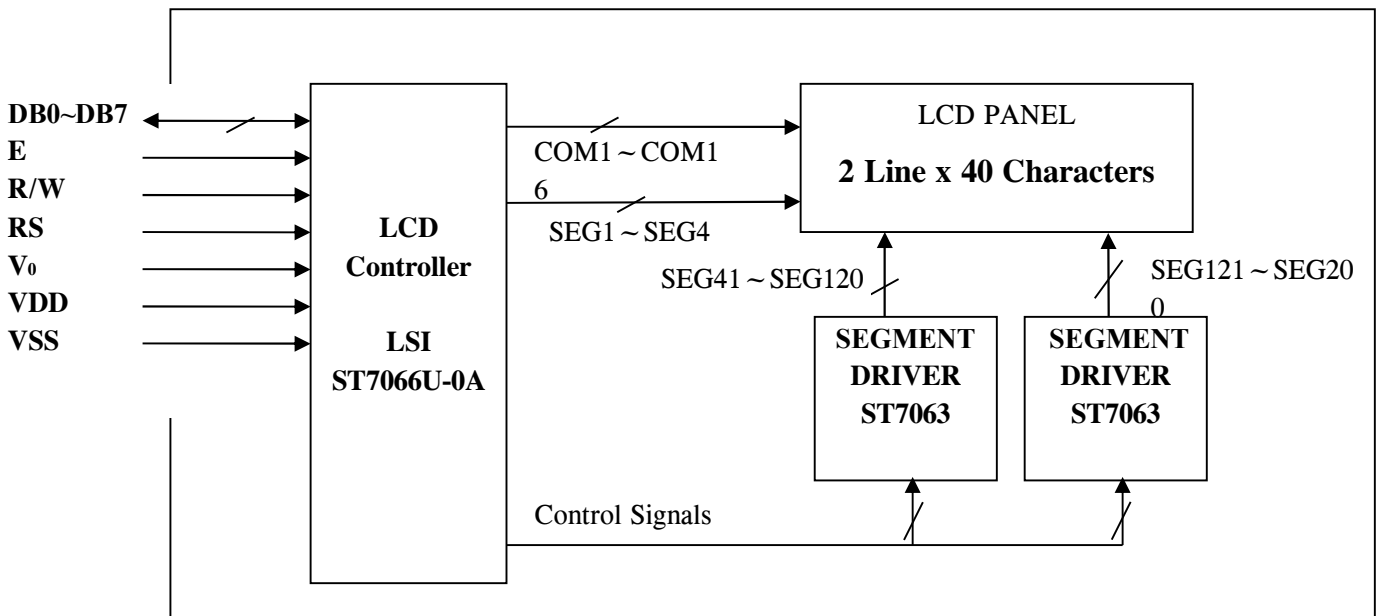 DB0~DB7
E
R/W
RS
V₀
VDD
VSS
LCD
Controller
LSI
ST7066U-0A
COM1～COM1
6
SEG1～SEG4
LCD PANEL
2 Line x 40 Characters
SEG41～SEG120
SEG121～SEG20
0
SEGMENT
DRIVER
ST7063
SEGMENT
DRIVER
ST7063
Control Signals